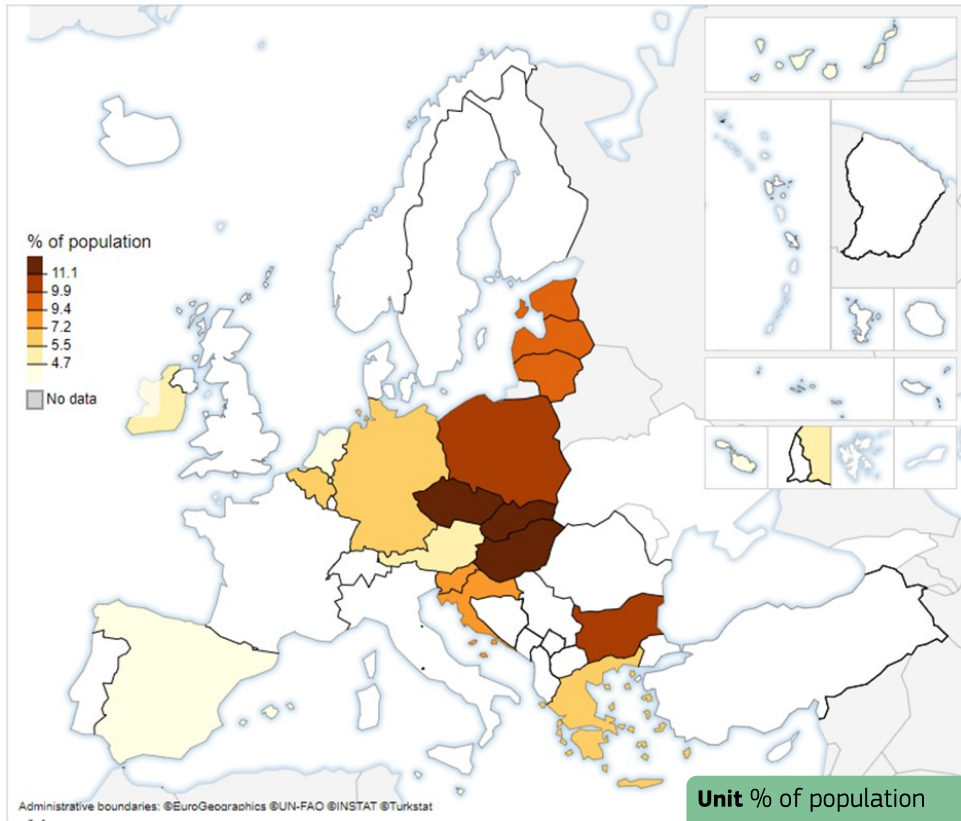 % of population
11.1
9.9
9.4
7.2
5.5
4.7
No data
Administrative boundaries: ©EuroGeographics ©UN-FAO ©INSTAT ©Turkstat
Unit % of population